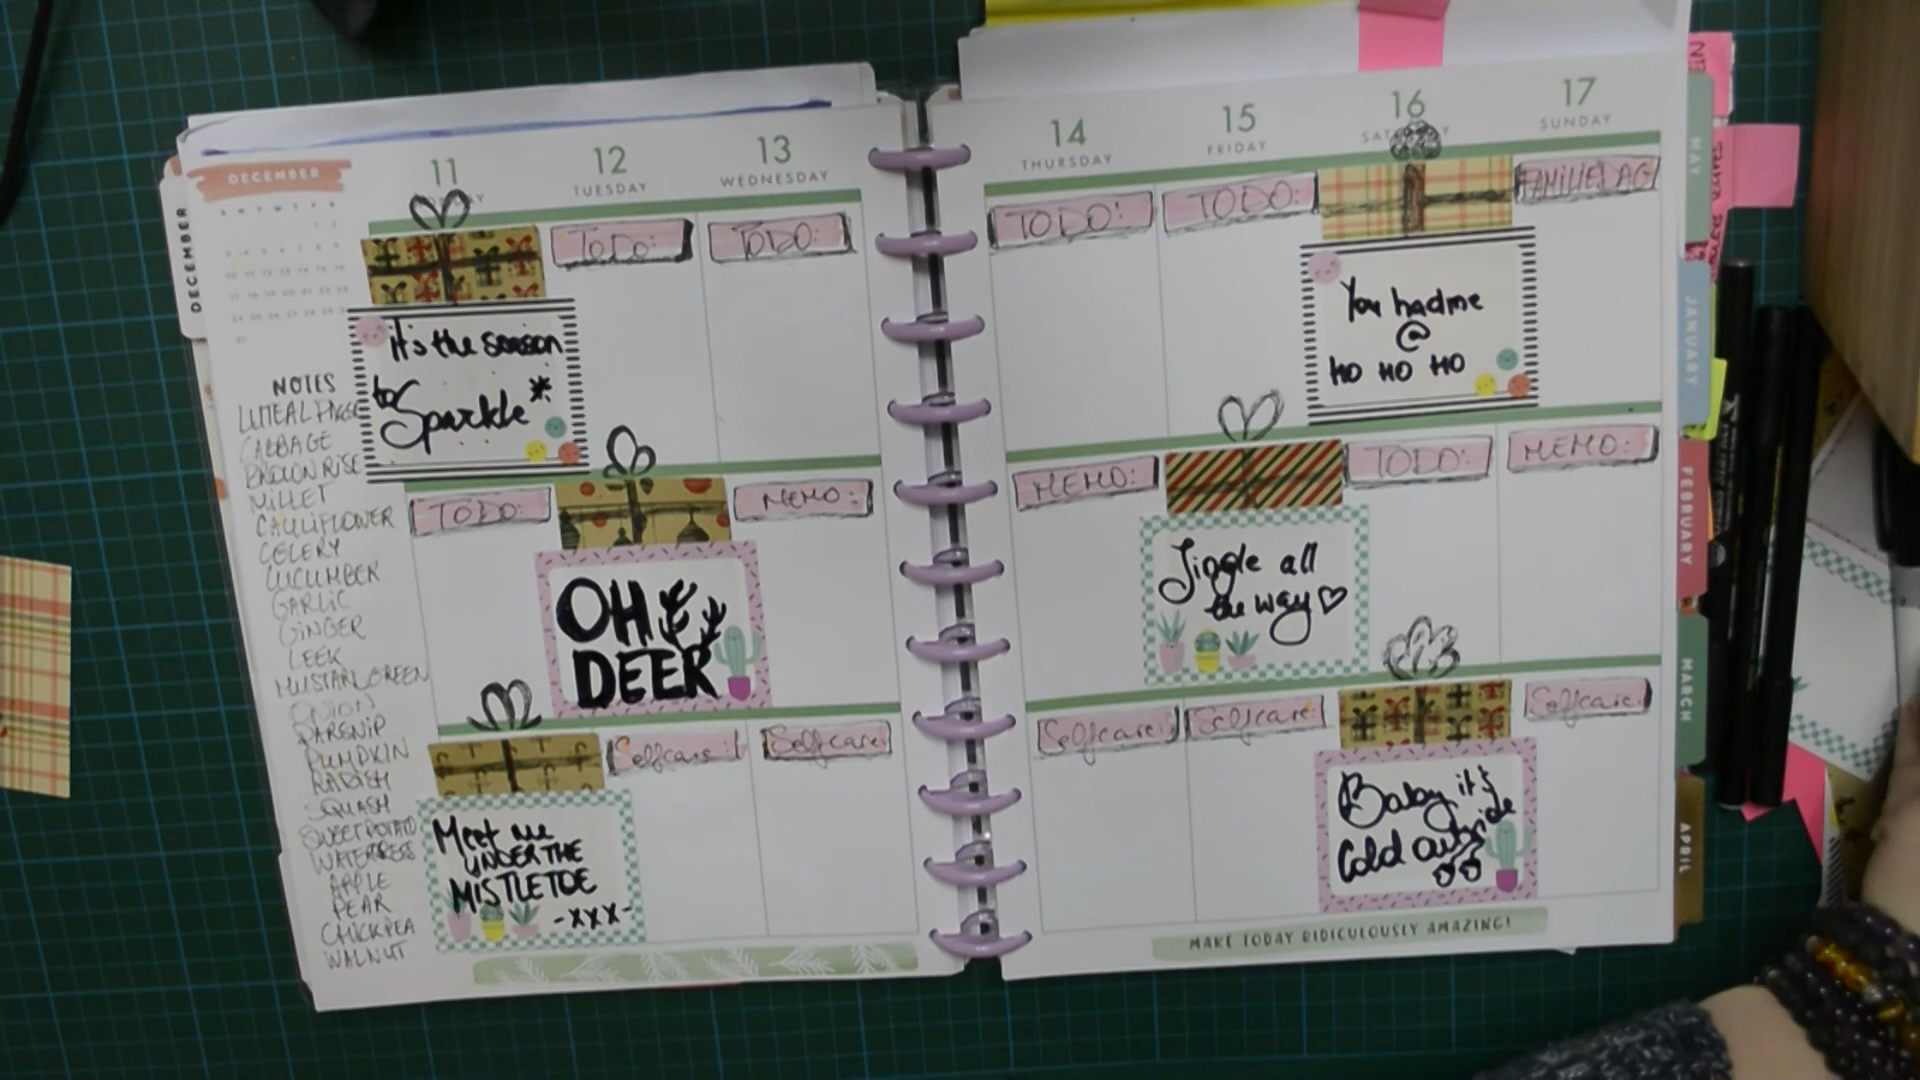 DECEMBER
DECEMBER
11
12
TUESDAY
13
WEDNESDAY
ToDo:
TODO:
it's the season
to
Sparkle*
NOTES
LUTEAL
CABBAGE
BROWN RISE
MILLET
CAULIFLOWER
CELERY
CUCUMBER
GARLIC
GINGER
LEEK
MUSTARD GREEN
ONION
PARSNIP
PUMPKIN
RADISH
SQUASH
SWEET POTATO
WATERCRESS
APPLE
PEAR
CHICKPEA
WALNUT
TODO:
MEMO:
OH
DEER
Selfcare:
Selfcare:
Meet me
UNDER THE
MISTLETOE
-XXX-
14
THURSDAY
15
FRIDAY
16
17
SUNDAY
TODO:
TODO:
FAMILIEDAG
You had me
@
HO HO HO
MEMO:
TODO:
MEMO:
Jingle all
the way♡
Selfcare:
Selfcare:
Selfcare:
Baby it's
Cold outside
MAKE TODAY RIDICULOUSLY AMAZING!
MAY
JANUARY
FEBRUARY
MARCH
APRIL